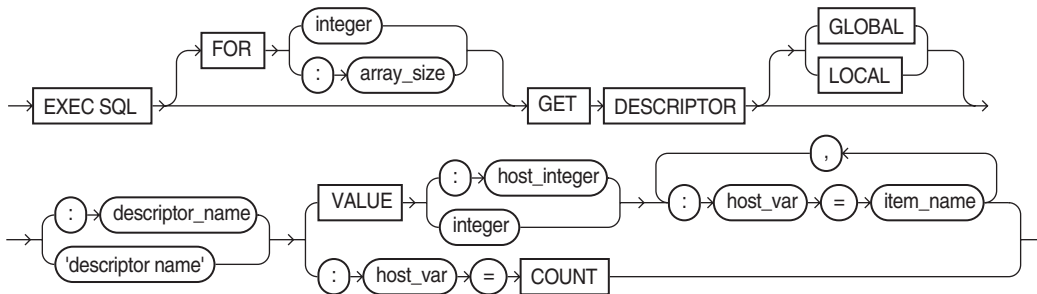 integer
FOR
: array_size
GLOBAL
LOCAL
EXEC SQL GET DESCRIPTOR
,
: descriptor_name
VALUE : host_integer
: host_var = item_name
integer
'descriptor name'
: host_var = COUNT